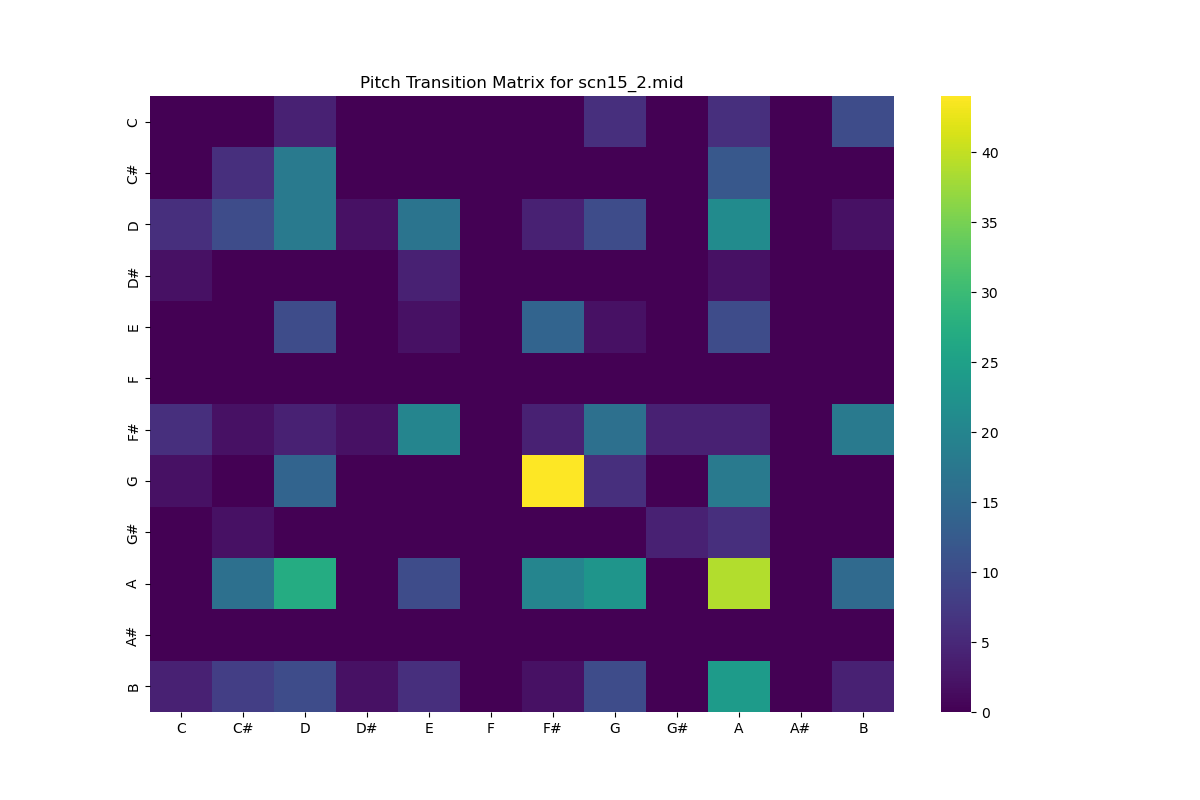 Pitch Transition Matrix for scn15_2.mid
C
C#
D
D#
E
F
F#
G
G#
A
A#
B
C C# D D# E F F# G G# A A# B
40
35
30
25
20
15
10
5
0